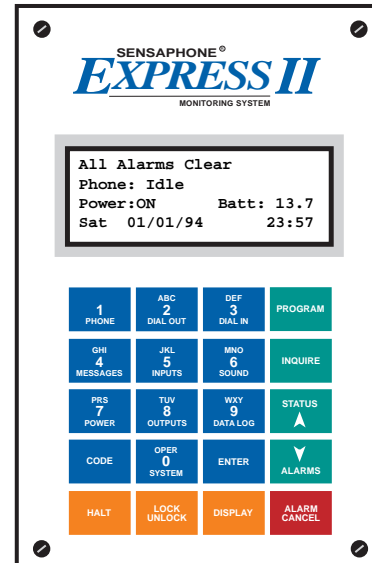 SENSAPHONE®
EXPRESS II
MONITORING SYSTEM
All Alarms Clear
Phone: Idle
Power:ON Batt: 13.7
Sat 01/01/94 23:57
1 PHONE
ABC 2 DIAL OUT
DEF 3 DIAL IN
PROGRAM
GHI 4 MESSAGES
JKL 5 INPUTS
MNO 6 SOUND
INQUIRE
PRS 7 POWER
TUV 8 OUTPUTS
WXY 9 DATA LOG
STATUS
CODE
OPER 0 SYSTEM
ENTER
ALARMS
HALT
LOCK UNLOCK
DISPLAY
ALARM CANCEL